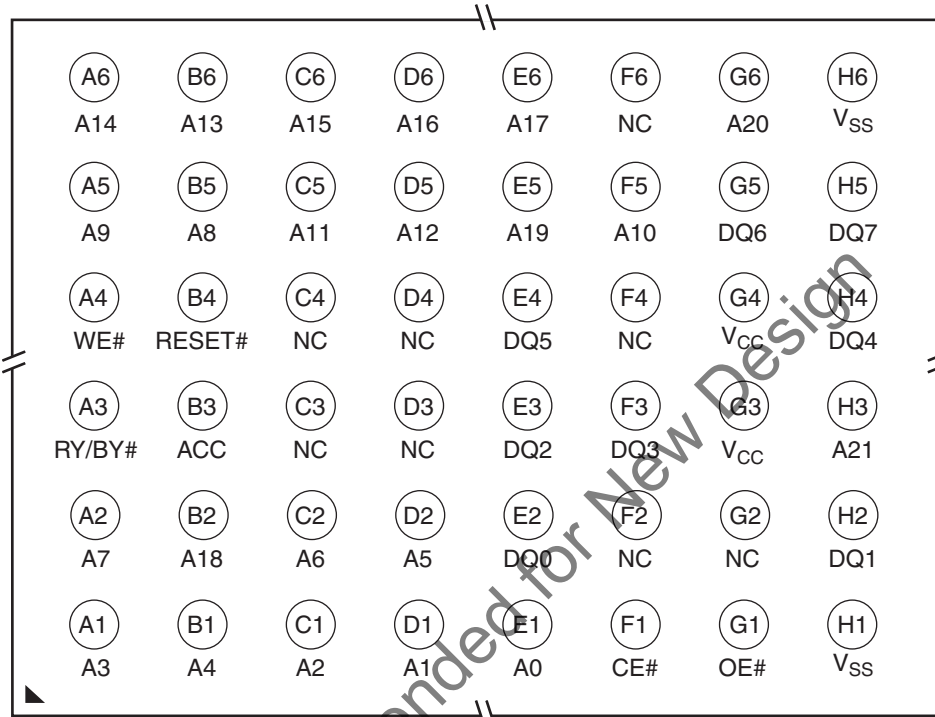 A6 B6 C6 D6 E6 F6 G6 H6
A14 A13 A15 A16 A17 NC A20 VSS
A5 B5 C5 D5 E5 F5 G5 H5
A9 A8 A11 A12 A19 A10 DQ6 DQ7
A4 B4 C4 D4 E4 F4 G4 H4
WE# RESET# NC NC DQ5 NC VCC DQ4
A3 B3 C3 D3 E3 F3 G3 H3
RY/BY# ACC NC NC DQ2 DQ3 VCC A21
A2 B2 C2 D2 E2 F2 G2 H2
A7 A18 A6 A5 DQ0 NC NC DQ1
A1 B1 C1 D1 E1 F1 G1 H1
A3 A4 A2 A1 A0 CE# OE# VSS
for New Design